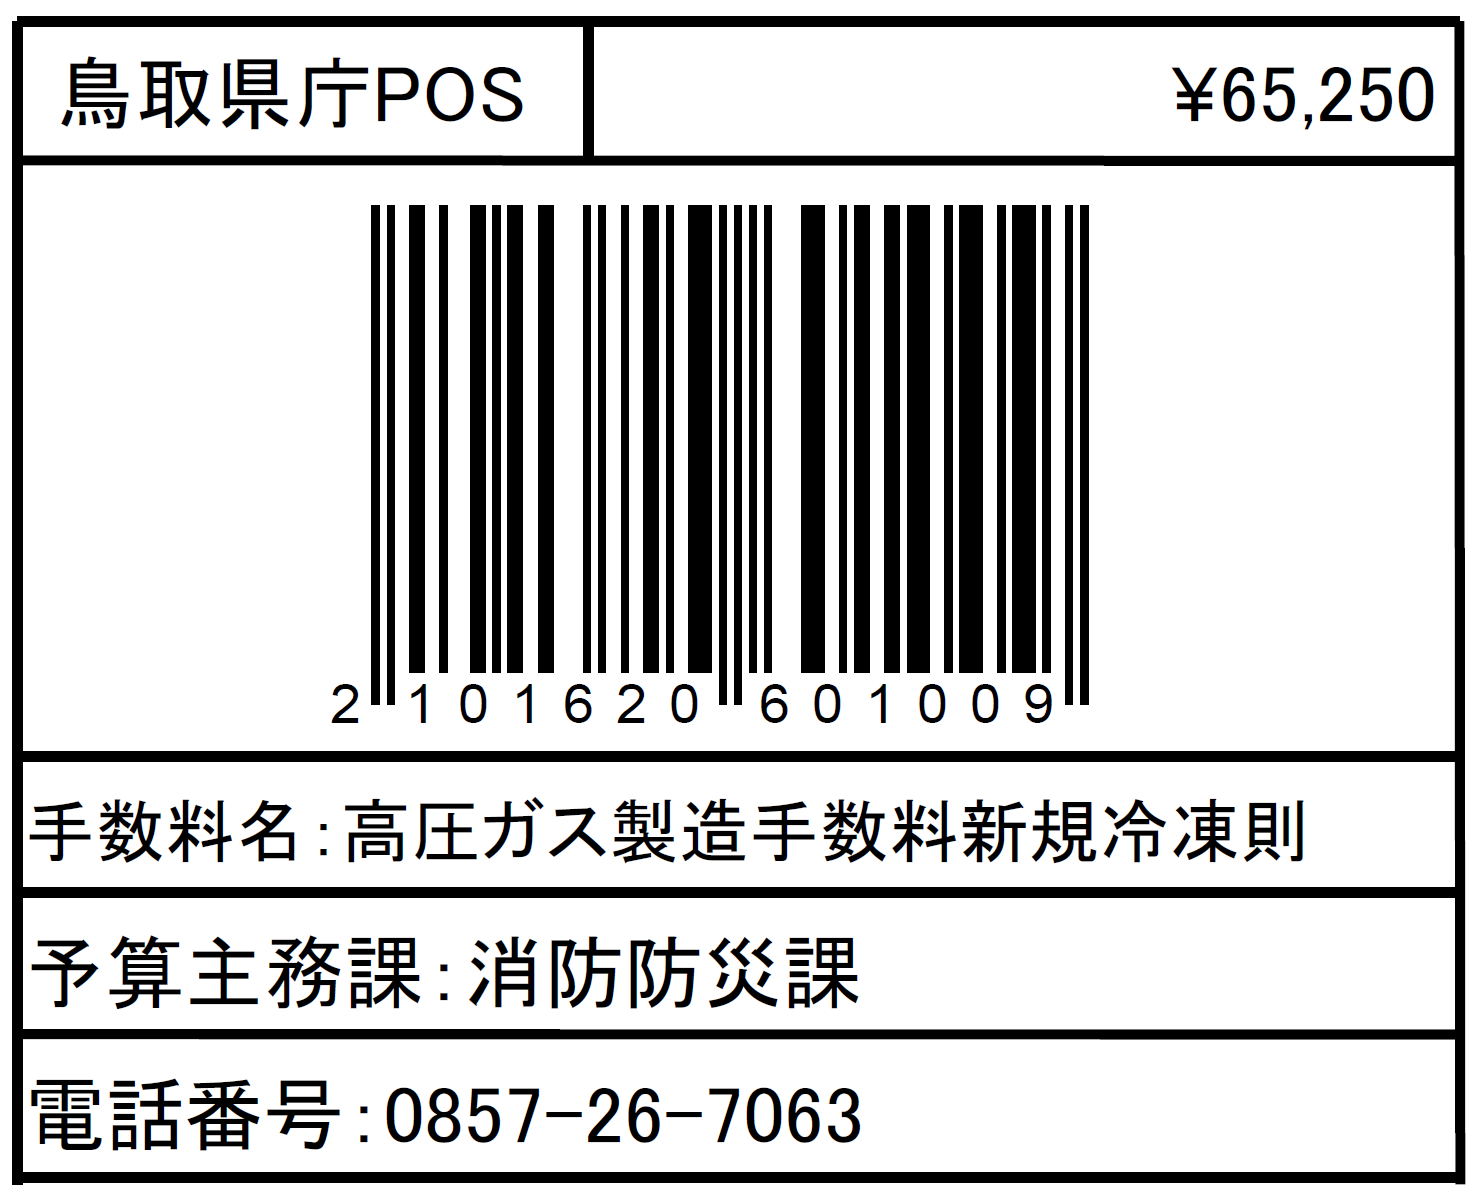 鳥取県庁POS
¥65,250
2 101620 601009
手数料名:高圧ガス製造手数料新規冷凍則
予算主務課:消防防災課
電話番号:0857-26-7063